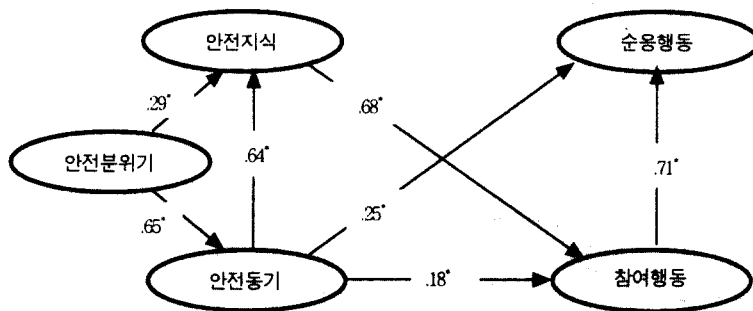 안전지식
순응행동
.29*
.68*
안전분위기
.64*
.71*
.65*
.25*
안전동기
.18*
참여행동